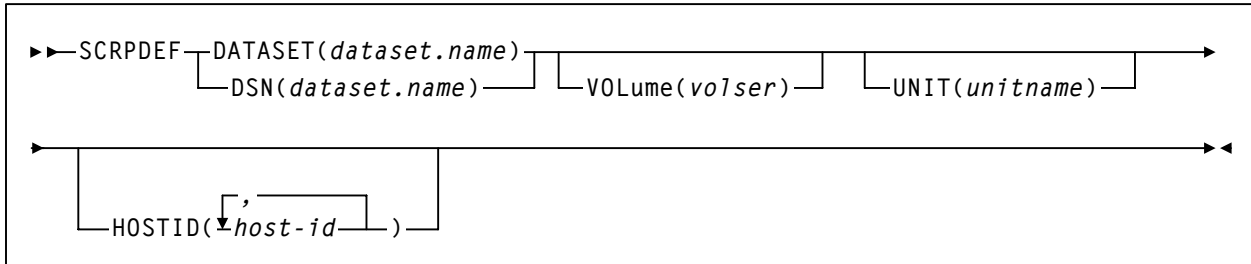 SCRPDEF DATASET(dataset.name)
DSN(dataset.name) VOLume(volser) UNIT(unitname)
,
HOSTID( host-id )